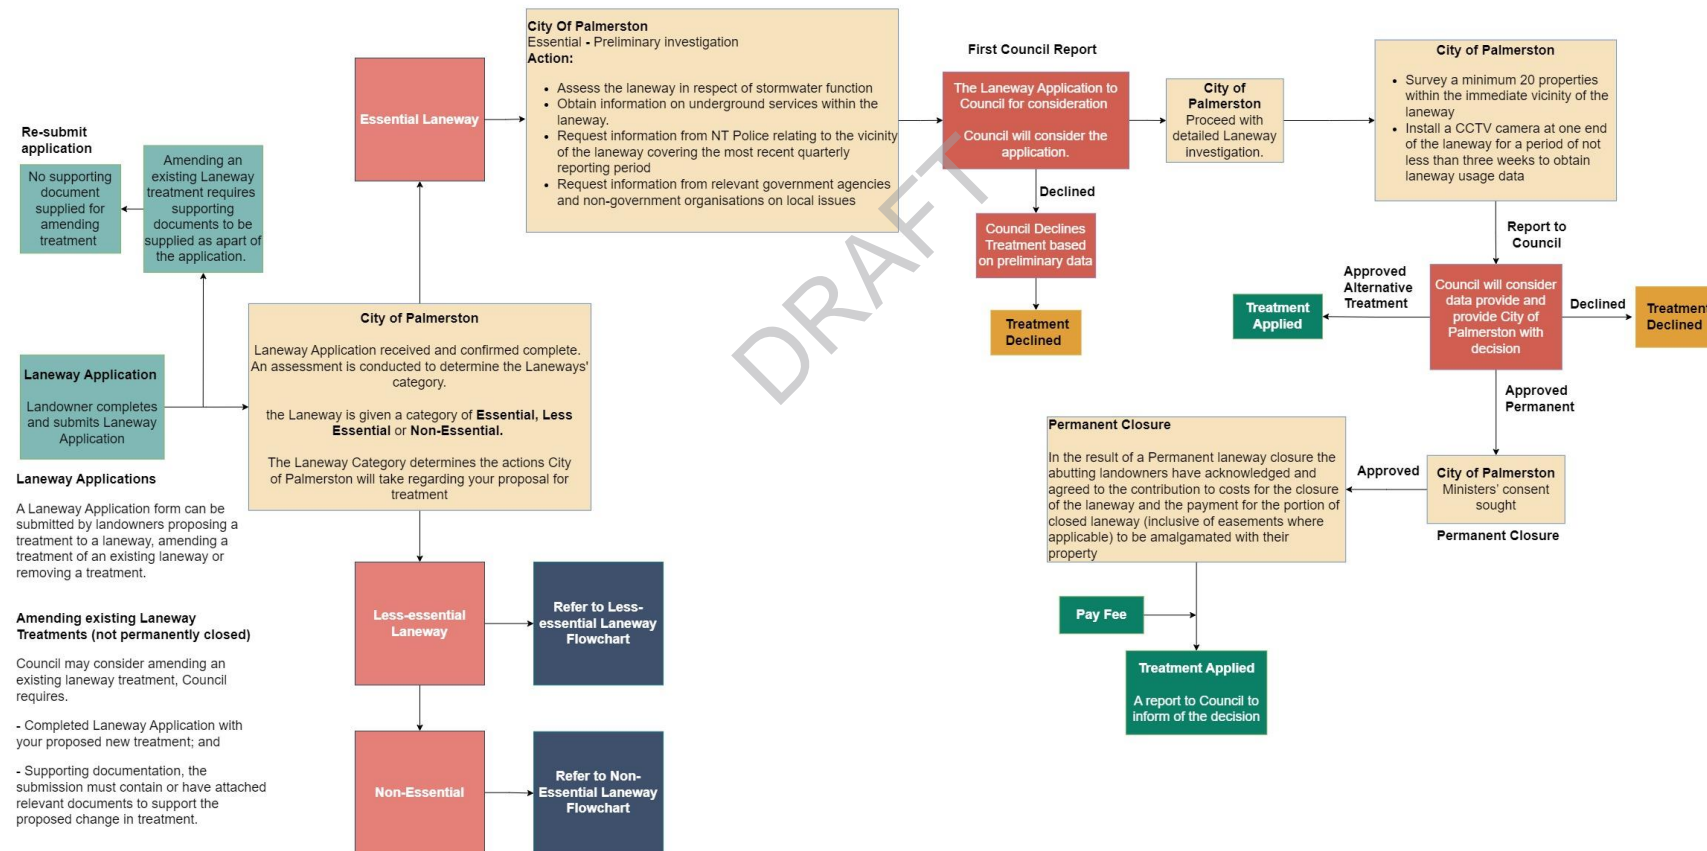 City Of Palmerston
Essential - Preliminary investigation
Action:
• Assess the laneway in respect of stormwater function
• Obtain information on underground services within the
laneway.
• Request information from NT Police relating to the vicinity
of the laneway covering the most recent quarterly
reporting period
• Request information from relevant government agencies
and non-government organisations on local issues
Essential Laneway
First Council Report
The Laneway Application to
Council for consideration
Council will consider the
application.
Declined
Council Declines
Treatment based
on preliminary data
Treatment
Declined
City of
Palmerston
Proceed with
detailed Laneway
investigation.
City of Palmerston
• Survey a minimum 20 properties
within the immediate vicinity of the
laneway
• Install a CCTV camera at one end
of the laneway for a period of not
less than three weeks to obtain
laneway usage data
Report to
Council
Council will consider
data provide and
provide City of
Palmerston with
decision
Approved
Alternative
Treatment
Treatment
Applied
Declined
Treatment
Declined
Approved
Permanent
City of Palmerston
Ministers' consent
sought
Permanent Closure
Approved
Permanent Closure
In the result of a Permanent laneway closure the
abutting landowners have acknowledged and
agreed to the contribution to costs for the closure
of the laneway and the payment for the portion of
closed laneway (inclusive of easements where
applicable) to be amalgamated with their
property
Pay Fee
Treatment Applied
A report to Council to
inform of the decision
Re-submit
application
No supporting
document
supplied for
amending
treatment
Amending an
existing Laneway
treatment requires
supporting
documents to be
supplied as apart of
the application.
Laneway Application
Landowner completes
and submits Laneway
Application
City of Palmerston
Laneway Application received and confirmed complete.
An assessment is conducted to determine the Laneways'
category.
the Laneway is given a category of Essential, Less
Essential or Non-Essential.
The Laneway Category determines the actions City
of Palmerston will take regarding your proposal for
treatment
Laneway Applications
A Laneway Application form can be
submitted by landowners proposing a
treatment to a laneway, amending a
treatment of an existing laneway or
removing a treatment.
Amending existing Laneway
Treatments (not permanently closed)
Council may consider amending an
existing laneway treatment, Council
requires.
- Completed Laneway Application with
your proposed new treatment; and
- Supporting documentation, the
submission must contain or have attached
relevant documents to support the
proposed change in treatment.
Less-essential
Laneway
Refer to Less-
essential Laneway
Flowchart
Non-Essential
Refer to Non-
Essential Laneway
Flowchart
DRAFT